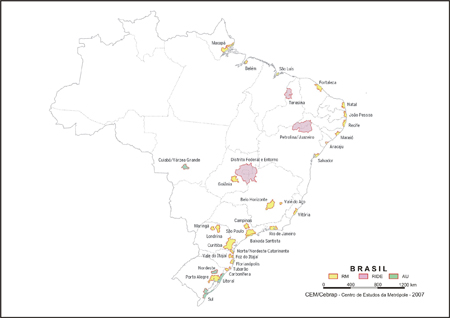 Macapá
Belém
São Luís
Fortaleza
Teresina
Natal
João Pessoa
Recife
Petrolina/Juazeiro
Maceió
Aracaju
Salvador
Cuiabá/Várzea Grande
Distrito Federal e Entorno
Goiânia
Belo Horizonte
Vale do Aço
Vitória
Campinas
Maringá
São Paulo
Rio de Janeiro
Londrina
Baixada Santista
Curitiba
Norte/Nordeste Catarinense
Vale do Itajaí
Foz do Itajaí
Florianópolis
Nordeste
Tubarão
Carbonífera
Porto Alegre
Litoral
Sul
BRASIL
RM RIDE AU
0 400 800 1200 km
CEM/Cebrap - Centro de Estudos da Metrópole - 2007